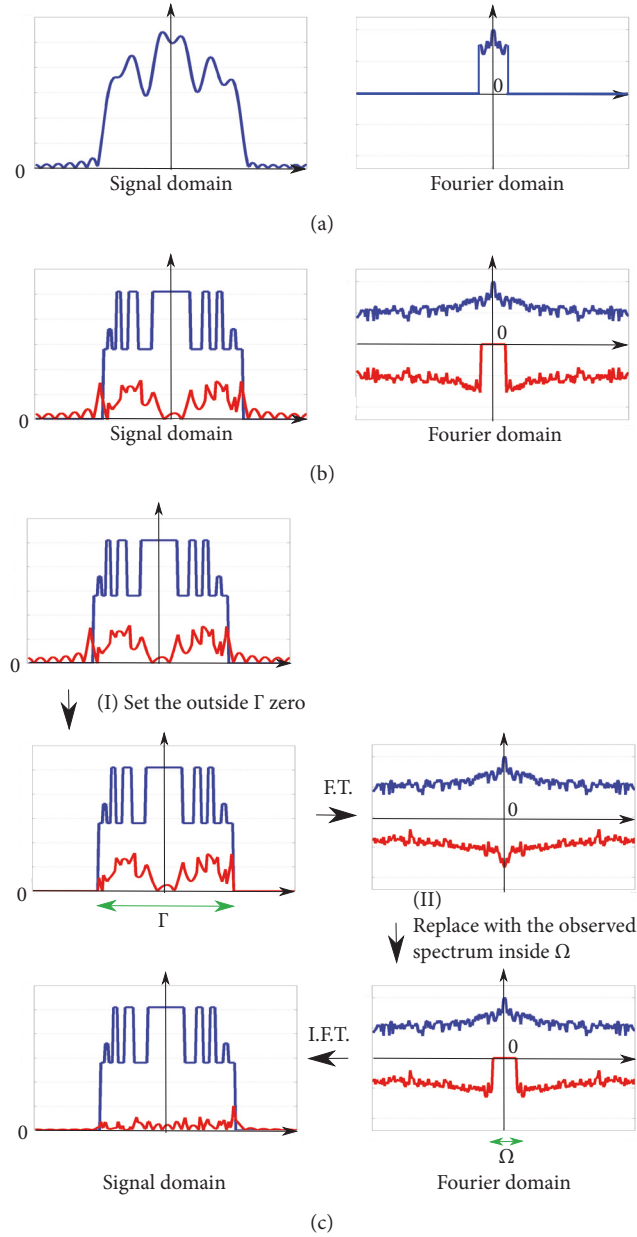 0
0
Signal domain
Fourier domain
(a)
0
0
Signal domain
Fourier domain
(b)
0
(I) Set the outside Γ zero
F.T.
0
0
Γ
(II)
Replace with the observed
spectrum inside Ω
I.F.T.
0
0
Ω
Signal domain
Fourier domain
(c)